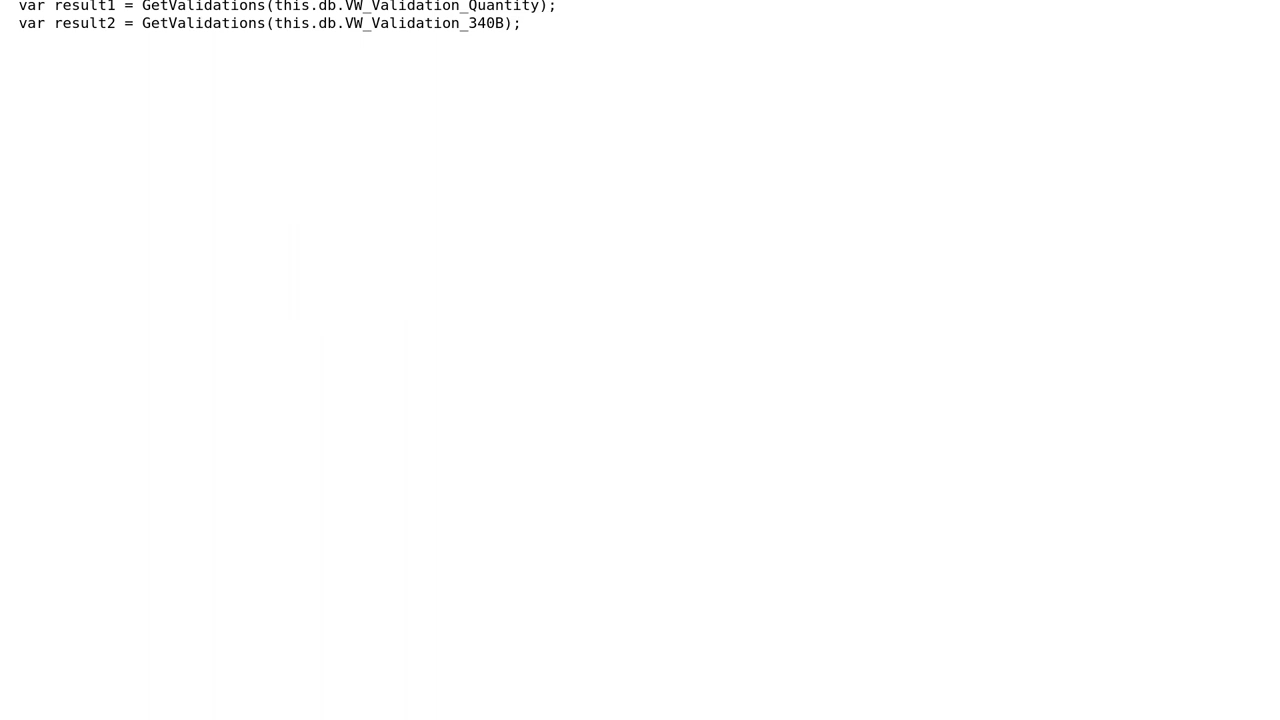 var result1 = GetValidations(this.db.VW_Validation_Quantity);
var result2 = GetValidations(this.db.VW_Validation_340B);